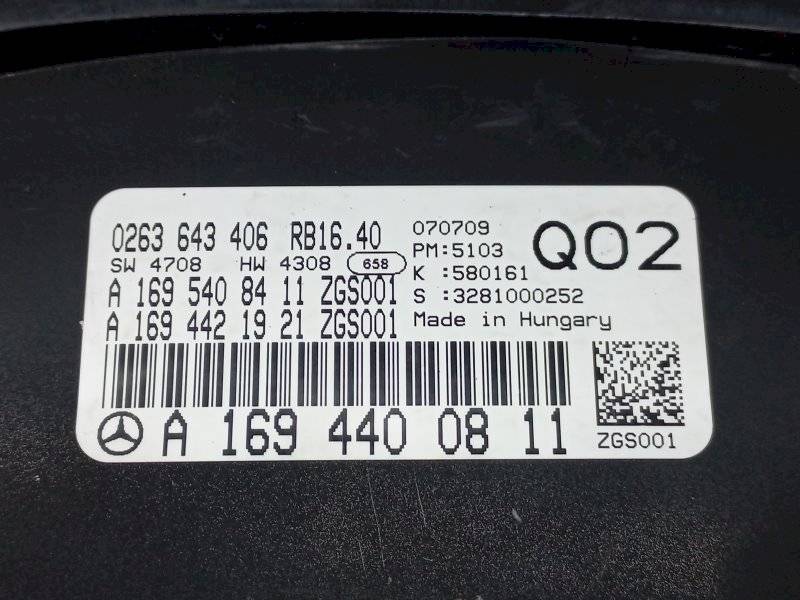 0263 643 406 RB16.40
SW 4708 HW 4308 658
A 169 540 84 11 ZGS001
A 169 442 19 21 ZGS001
070709
PM:5103
K :580161
S :3281000252
Made in Hungary
Q02
A 169 440 08 11
ZGS001